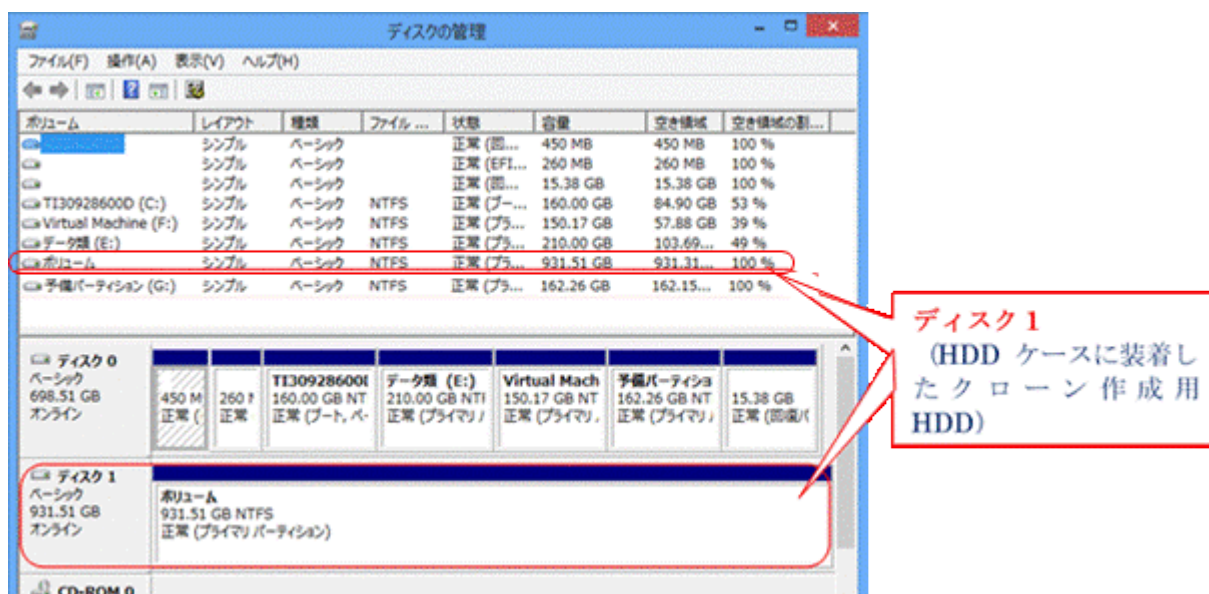 ディスクの管理
ファイル(F) 操作(A) 表示(V) ヘルプ(H)
ボリューム レイアウト 種類 ファイル ... 状態 容量 空き領域 空き領域の割...
シンプル ベーシック 正常 (回... 450 MB 450 MB 100 %
シンプル ベーシック 正常 (EFI... 260 MB 260 MB 100 %
シンプル ベーシック 正常 (回... 15.38 GB 15.38 GB 100 %
TI30928600D (C:) シンプル ベーシック NTFS 正常 (ブー... 160.00 GB 84.90 GB 53 %
Virtual Machine (F:) シンプル ベーシック NTFS 正常 (プラ... 150.17 GB 57.88 GB 39 %
データ類 (E:) シンプル ベーシック NTFS 正常 (プラ... 210.00 GB 103.69... 49 %
ボリューム シンプル ベーシック NTFS 正常 (プラ... 931.51 GB 931.31... 100 %
予備パーティション (G:) シンプル ベーシック NTFS 正常 (プラ... 162.26 GB 162.15... 100 %
ディスク 1
(HDD ケースに装着し
たクローン作成用
HDD)
ディスク 0
ベーシック
698.51 GB
オンライン
450 M
正常 (
260 
正常
TI30928600
160.00 GB NT
正常 (ブート, ペ
データ類 (E:)
210.00 GB NT
正常 (プライマリ
Virtual Mach
150.17 GB NT
正常 (プライマリ
予備パーティショ
162.26 GB NT
正常 (プライマリ
15.38 GB
正常 (回復パ
ディスク 1
ベーシック
931.51 GB
オンライン
ボリューム
931.51 GB NTFS
正常 (プライマリ パーティション)
CD-ROM 0